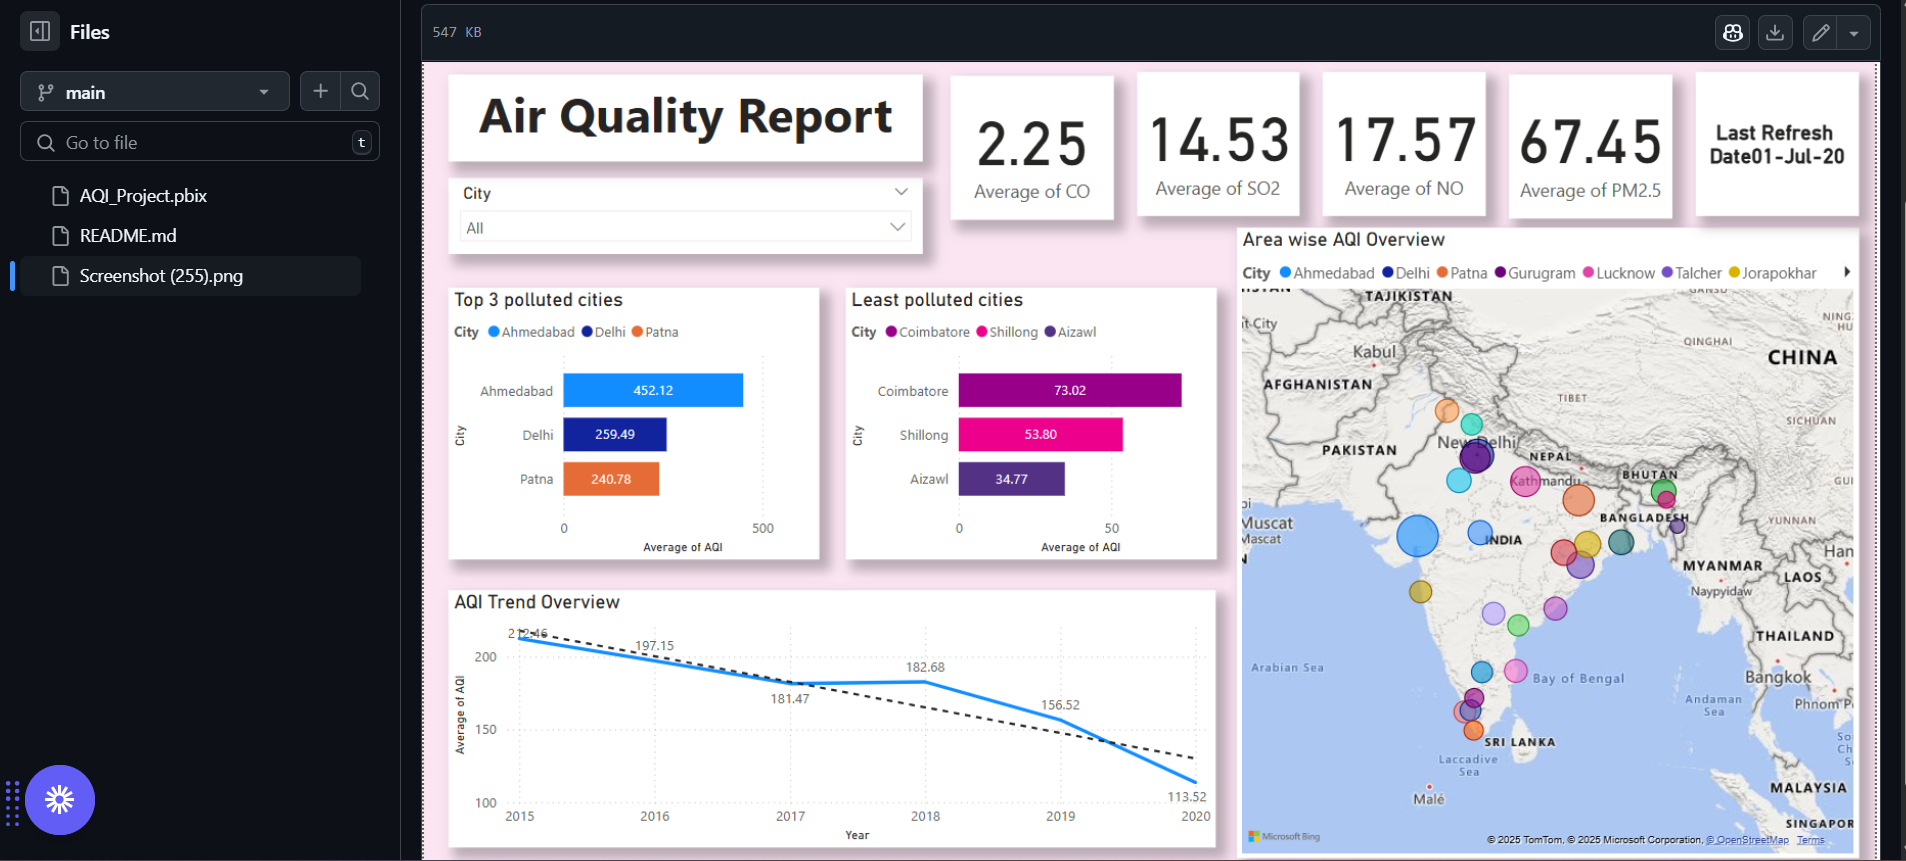 Files
main
Go to file
t
AQI_Project.pbix
README.md
Screenshot (255).png
547 KB
Air Quality Report
City
All
2.25
Average of CO
14.53
Average of SO2
17.57
Average of NO
67.45
Average of PM2.5
Last Refresh
Date01-Jul-20
Top 3 polluted cities
City Ahmedabad Delhi Patna
City
Ahmedabad 452.12
Delhi 259.49
Patna 240.78
0 500
Average of AQI
Least polluted cities
City Coimbatore Shillong Aizawl
City
Coimbatore 73.02
Shillong 53.80
Aizawl 34.77
0 50
Average of AQI
AQI Trend Overview
Average of AQI
200
150
100
212.46
197.15
181.47
182.68
156.52
113.52
2015 2016 2017 2018 2019 2020
Year
Area wise AQI Overview
City Ahmedabad Delhi Patna Gurugram Lucknow Talcher Jorapokhar
TAJIKISTAN
GANSU
QINGHAI
Kabul
CHINA
AFGHANISTAN
TIBET
SICHUAN
New Delhi
PAKISTAN
NEPAL
Kathmandu
BHUTAN
BANGLADESH
YUNNAN
Muscat
Mascat
INDIA
MYANMAR
LAOS
Naypyidaw
THAILAND
Arabian Sea
Bay of Bengal
Bangkok
Andaman
Sea
Phnom P
SRI LANKA
Laccadive
Sea
Malé
MALAYSIA
SINGAPOR
Microsoft Bing
© 2025 TomTom, © 2025 Microsoft Corporation, © OpenStreetMap Terms